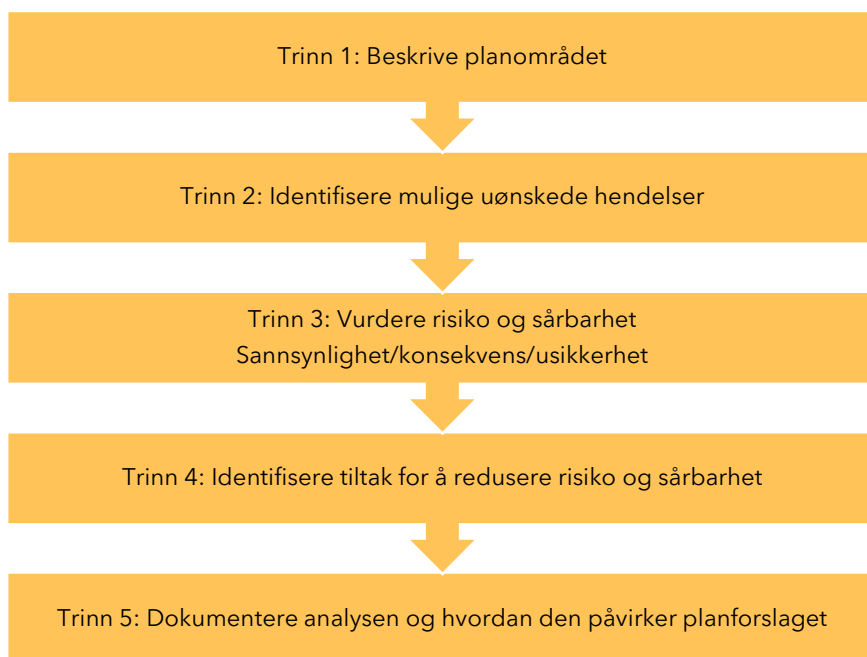 Trinn 1: Beskrive planområdet
Trinn 2: Identifisere mulige uønskede hendelser
Trinn 3: Vurdere risiko og sårbarhet
Sannsynlighet/konsekvens/usikkerhet
Trinn 4: Identifisere tiltak for å redusere risiko og sårbarhet
Trinn 5: Dokumentere analysen og hvordan den påvirker planforslaget